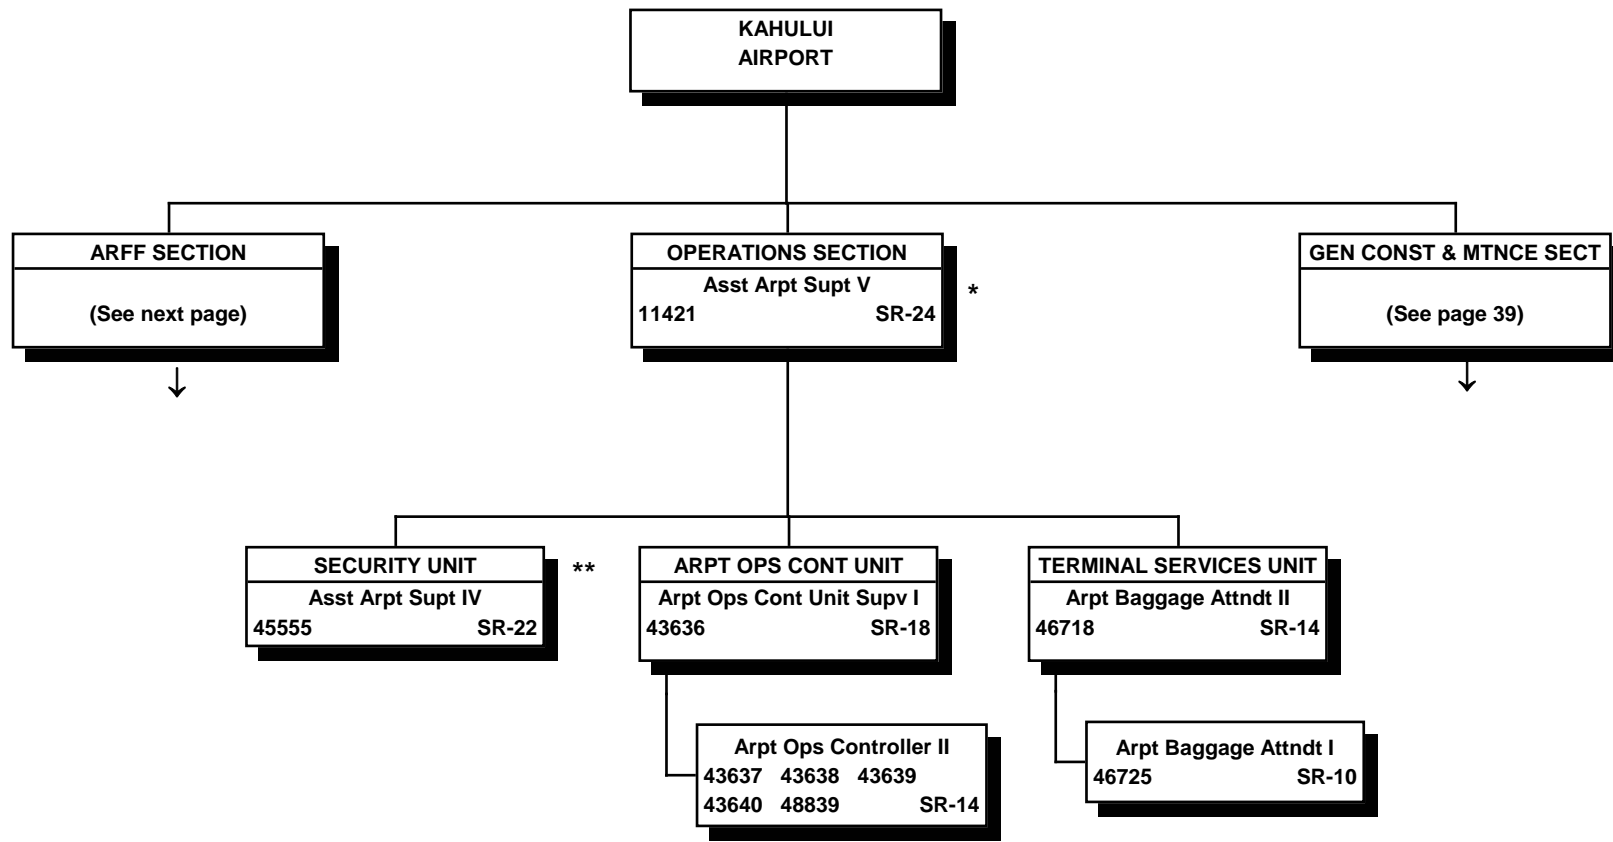 KAHULUI
AIRPORT
ARFF SECTION
(See next page)
OPERATIONS SECTION
Asst Arpt Supt V
11421 SR-24
*
GEN CONST & MTNCE SECT
(See page 39)
SECURITY UNIT
Asst Arpt Supt IV
45555 SR-22
**
ARPT OPS CONT UNIT
Arpt Ops Cont Unit Supv I
43636 SR-18
TERMINAL SERVICES UNIT
Arpt Baggage Attndt II
46718 SR-14
Arpt Ops Controller II
43637 43638 43639
43640 48839 SR-14
Arpt Baggage Attndt I
46725 SR-10